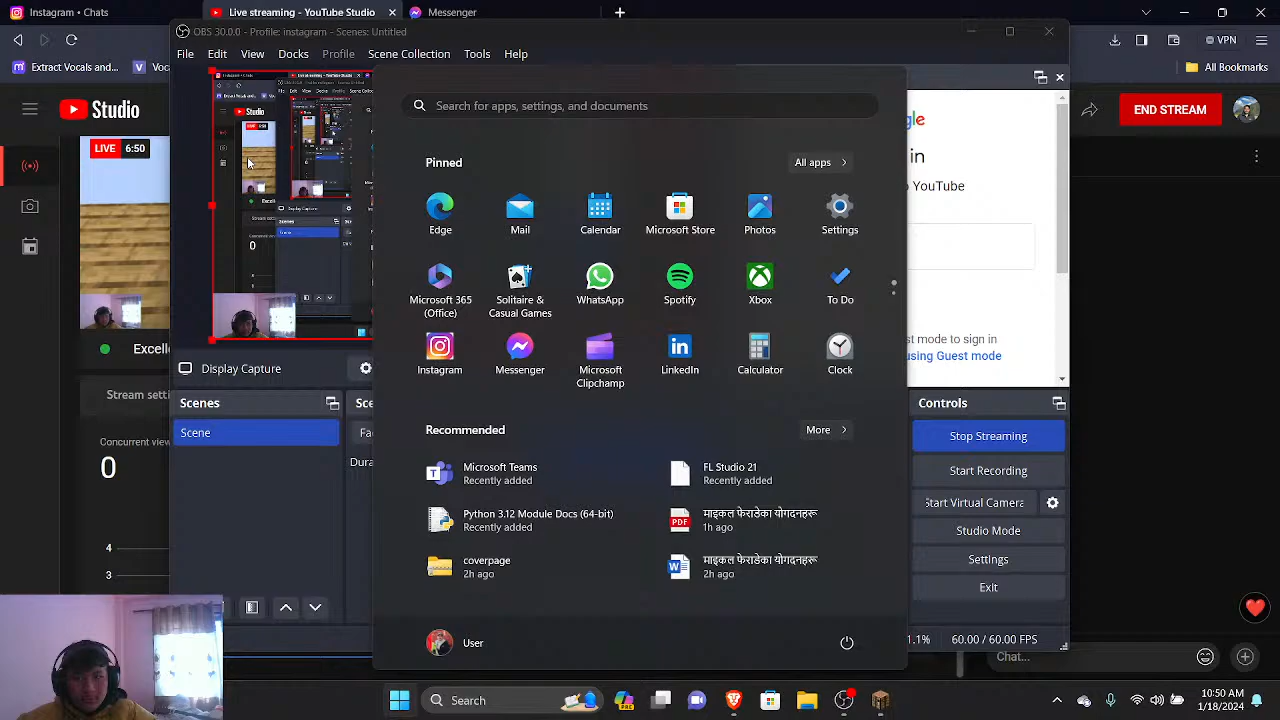 Instagram • Chats
Live streaming - YouTube Studio
Messenger
OBS 30.0.0 - Profile: instagram - Scenes: Untitled
VPN
File Edit View Docks Profile Scene Collection Tools Help
Extract Vocals and...
All Bookmarks
Studio
Search for apps, settings, and documents
END STREAM
LIVE 6:50
Pinned
All apps
in
YouTube
Edge
Mail
Calendar
Microsoft Store
Photos
Settings
Microsoft 365 (Office)
Solitaire & Casual Games
WhatsApp
Spotify
Xbox
To Do
Instagram
Messenger
Microsoft Clipchamp
LinkedIn
Calculator
Clock
st mode to sign in
using Guest mode
Display Capture
Scenes
Scene
Controls
Stop Streaming
Start Recording
Start Virtual Camera
Studio Mode
Settings
Exit
Recommended
More
Microsoft Teams
Recently added
FL Studio 21
Recently added
Python 3.12 Module Docs (64-bit)
Recently added
माइकल फेराडेका योगदानहरू
1h ago
coverpage
2h ago
माइकल फेराडेका योगदानहरू
2h ago
Stream setti
Concurrent view
0
4
3
User
60.00 / 60.00 FPS
Chat...
Search
10:50 AM
1/18/2024